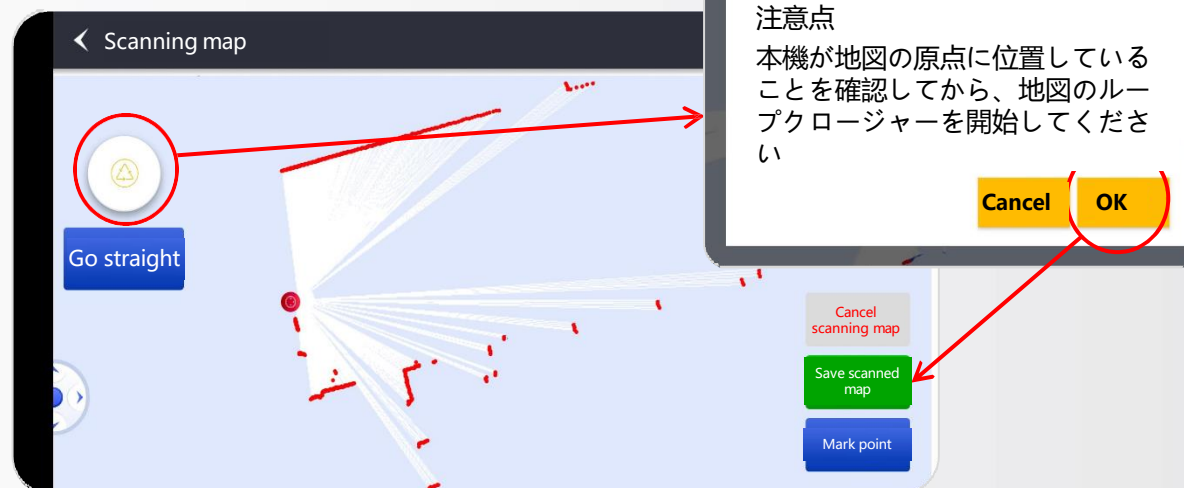 Scanning map
注意点
本機が地図の原点に位置している
ことを確認してから、地図のルー
プクロージャーを開始してくださ
い
Cancel
OK
Go straight
Cancel
scanning map
Save scanned
map
Mark point